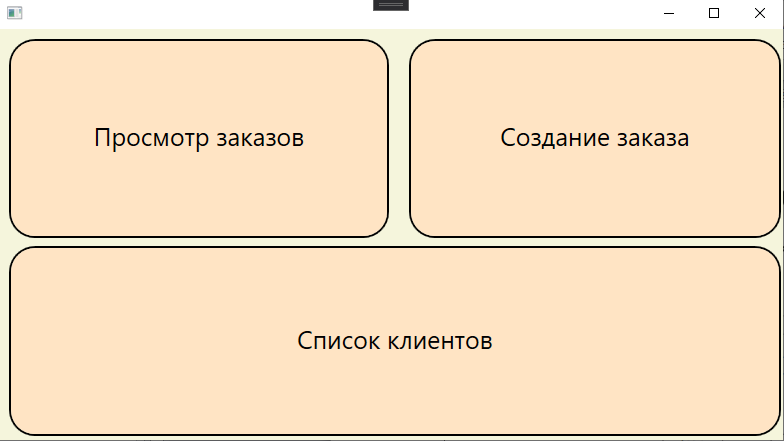 Просмотр заказов
Создание заказа
Список клиентов